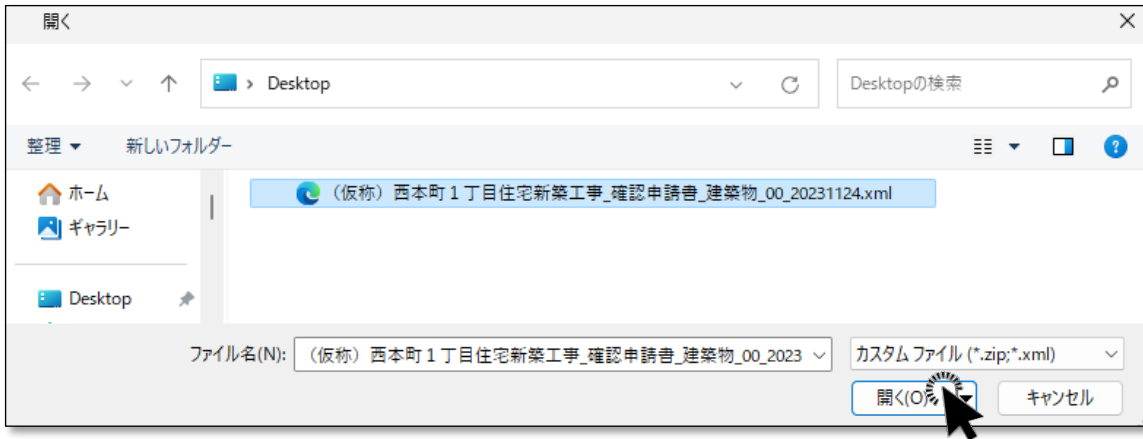 開く
Desktop
Desktopの検索
整理
新しいフォルダー
ホーム
（仮称）西本町１丁目住宅新築工事_確認申請書_建築物_00_20231124.xml
ギャラリー
Desktop
ファイル名(N):
（仮称）西本町１丁目住宅新築工事_確認申請書_建築物_00_2023
カスタム ファイル (*.zip;*.xml)
開く(O)
キャンセル